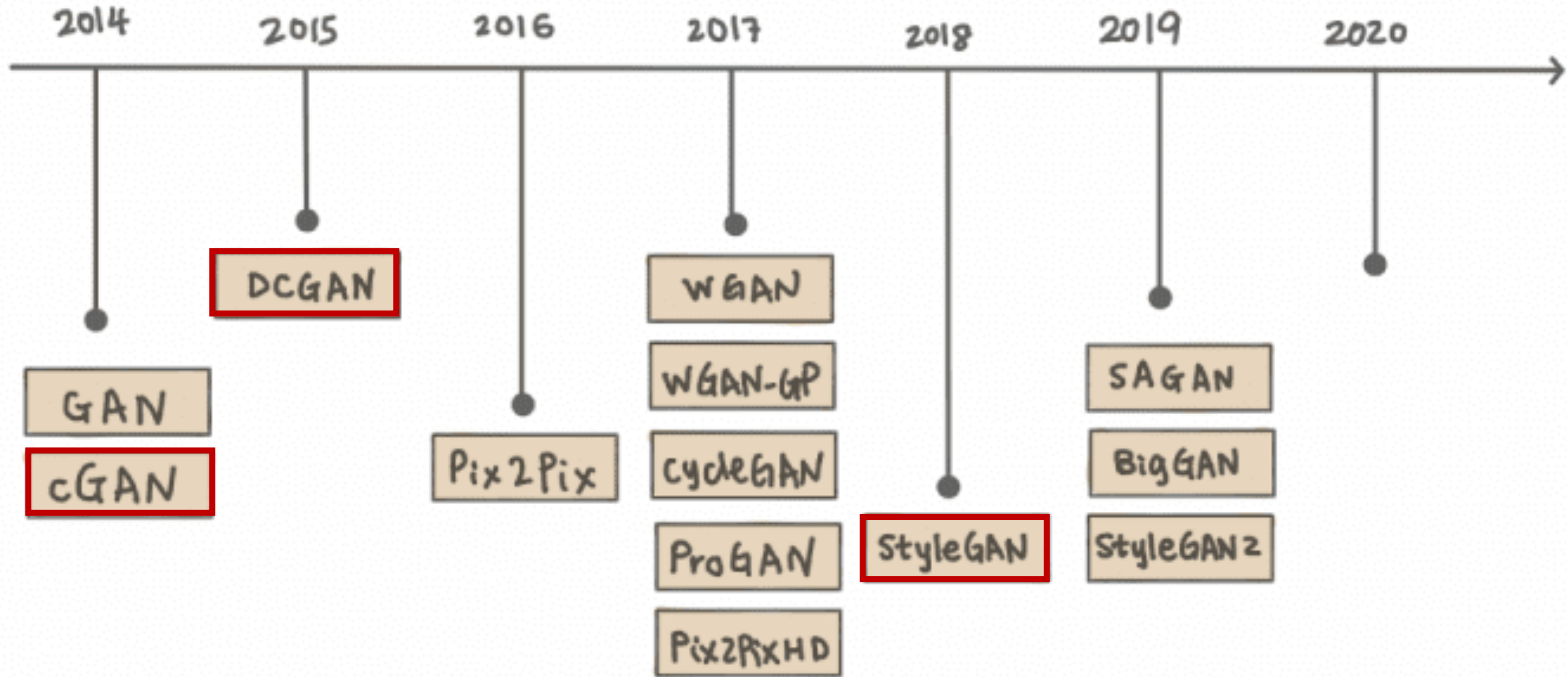 2014 2015 2016 2017 2018 2019 2020
GAN
cGAN
DCGAN
Pix2Pix
WGAN
WGAN-GP
cycleGAN
ProGAN
Pix2PixHD
StyleGAN
SAGAN
BigGAN
StyleGAN2